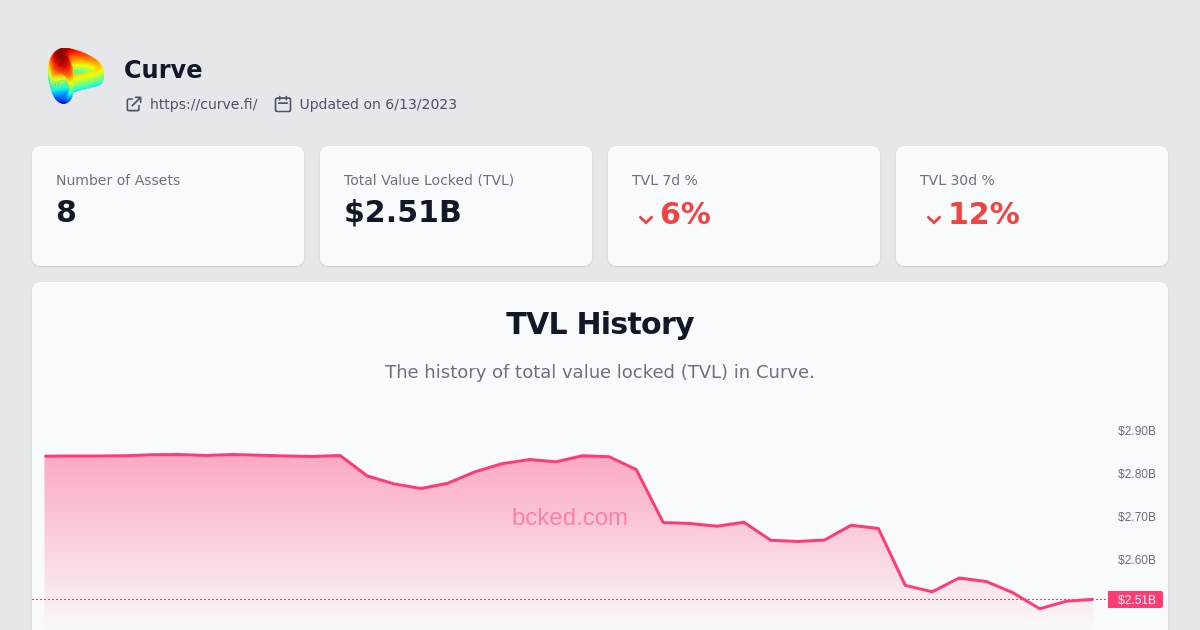 Curve
https://curve.fi/ Updated on 6/13/2023
Number of Assets
8
Total Value Locked (TVL)
$2.51B
TVL 7d %
6%
TVL 30d %
12%
TVL History
The history of total value locked (TVL) in Curve.
$2.90B
$2.80B
$2.70B
$2.60B
$2.51B
bcked.com